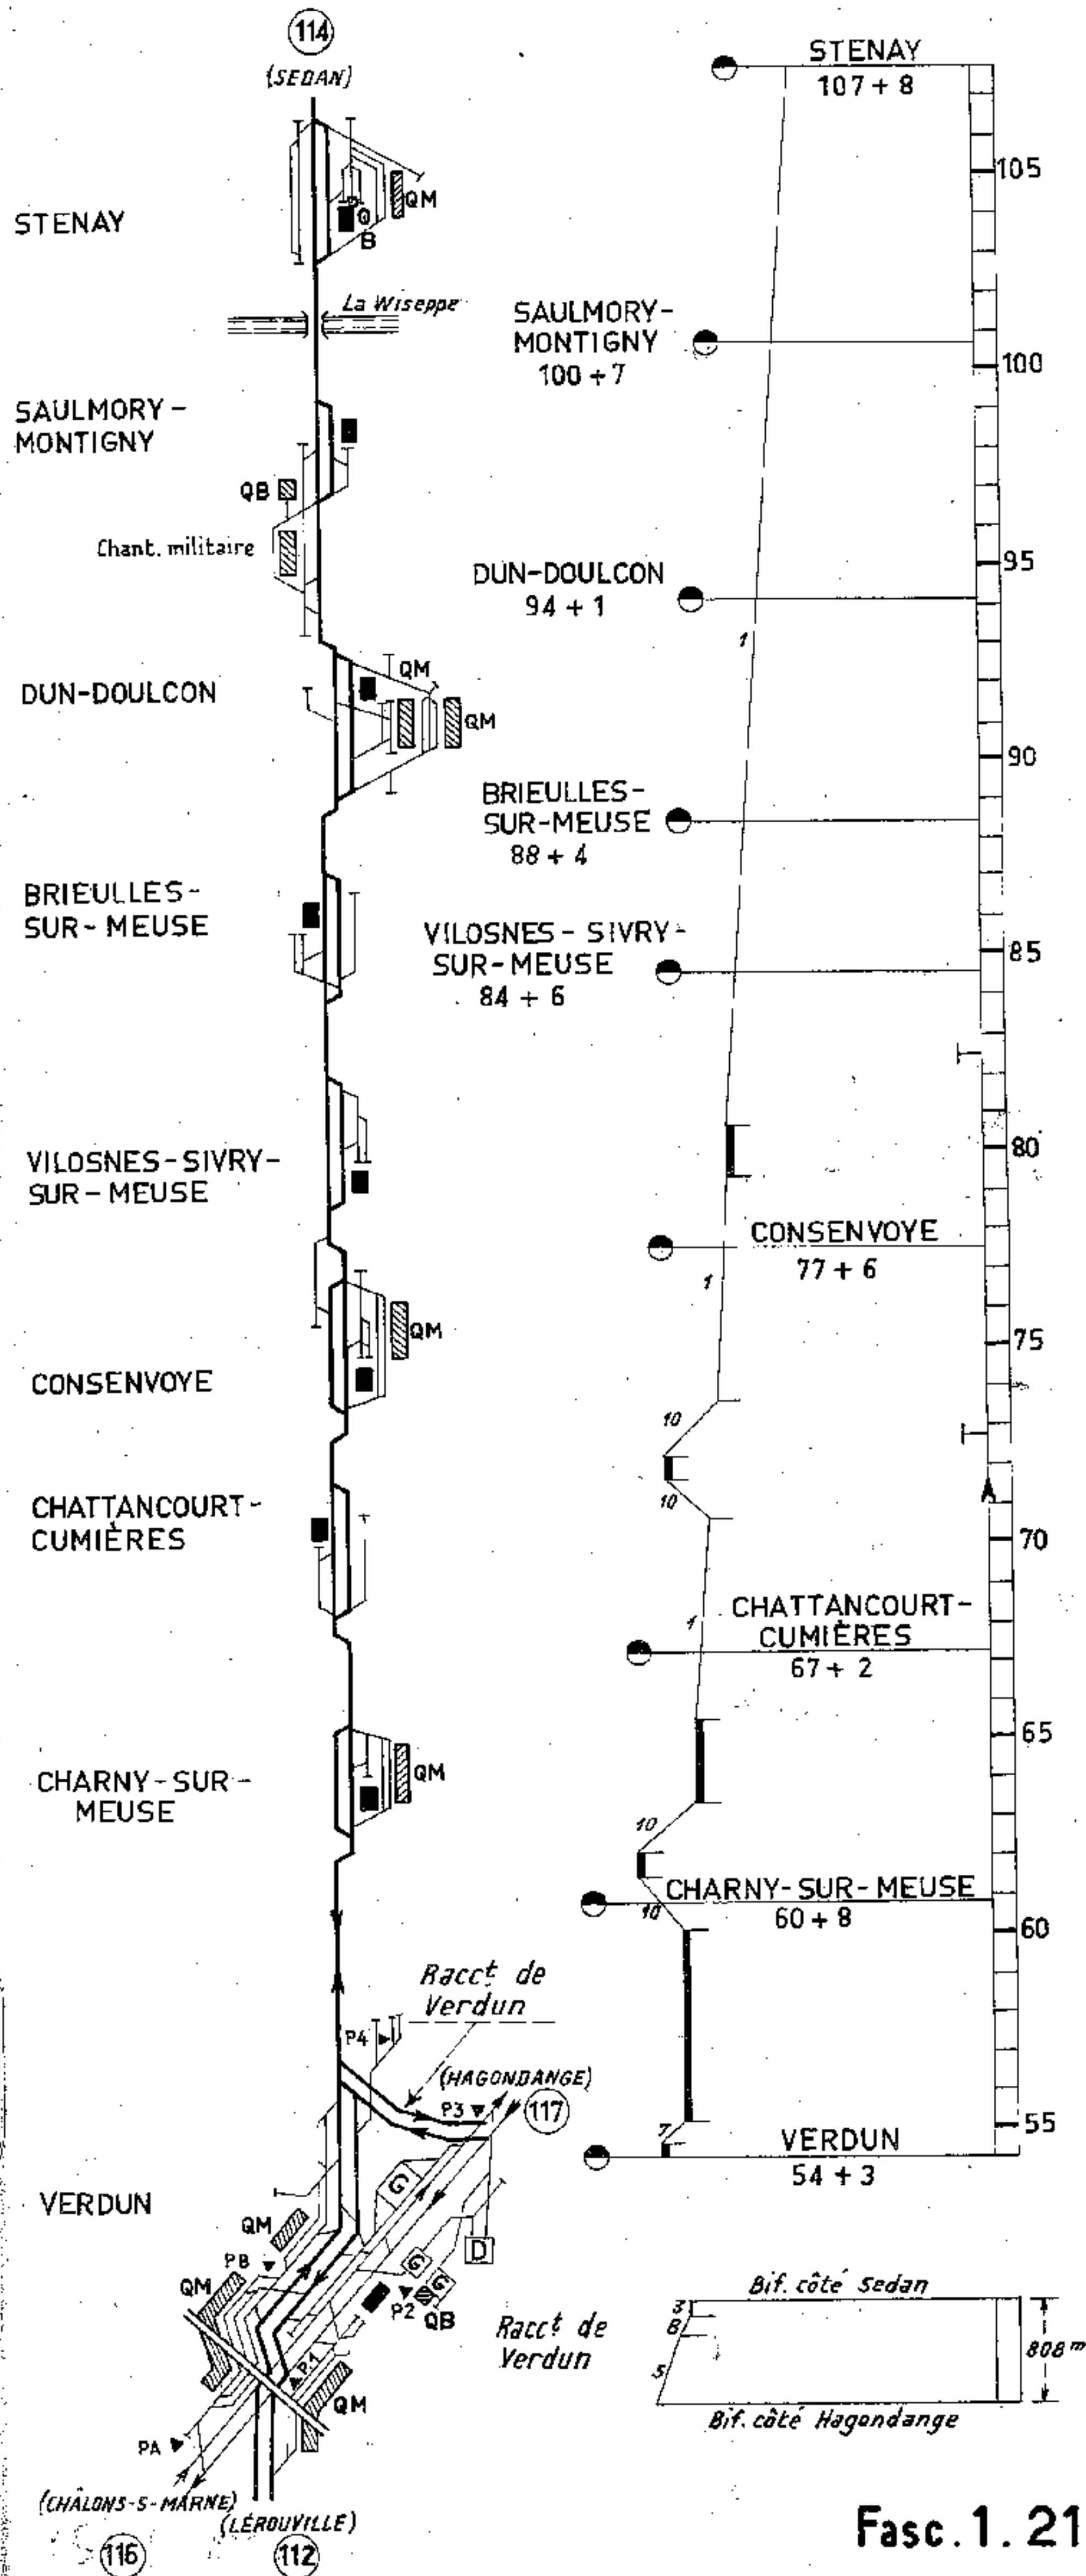 114
(SEDAN)
STENAY
QM
Q
B
La Wiseppe
SAULMORY-
MONTIGNY
QB
Chant. militaire
DUN-DOULCON
QM
QM
BRIEULLES-
SUR-MEUSE
VILOSNES-SIVRY-
SUR-MEUSE
CONSENVOYE
QM
CHATTANCOURT-
CUMIÈRES
CHARNY-SUR-
MEUSE
QM
Racct de
Verdun
P4
(HAGONDANGE)
P3
117
VERDUN
G
QM
PB
QM
D
G
G
P2
QB
P.1
QM
PA
(CHÂLONS-S-MARNE)
(LÉROUVILLE)
116
112
STENAY
107 + 8
105
SAULMORY-
MONTIGNY
100 + 7
100
95
DUN-DOULCON
94 + 1
1
90
BRIEULLES-
SUR-MEUSE
88 + 4
85
VILOSNES - SIVRY-
SUR-MEUSE
84 + 6
80
CONSENVOYE
77 + 6
1
75
10
10
70
CHATTANCOURT-
CUMIÈRES
67 + 2
1
65
10
CHARNY-SUR-MEUSE
60 + 8
10
60
55
7
VERDUN
54 + 3
Bif. côté Sedan
3
8
5
Racct de
Verdun
808 m
Bif. côté Hagondange
Fasc. 1. 21